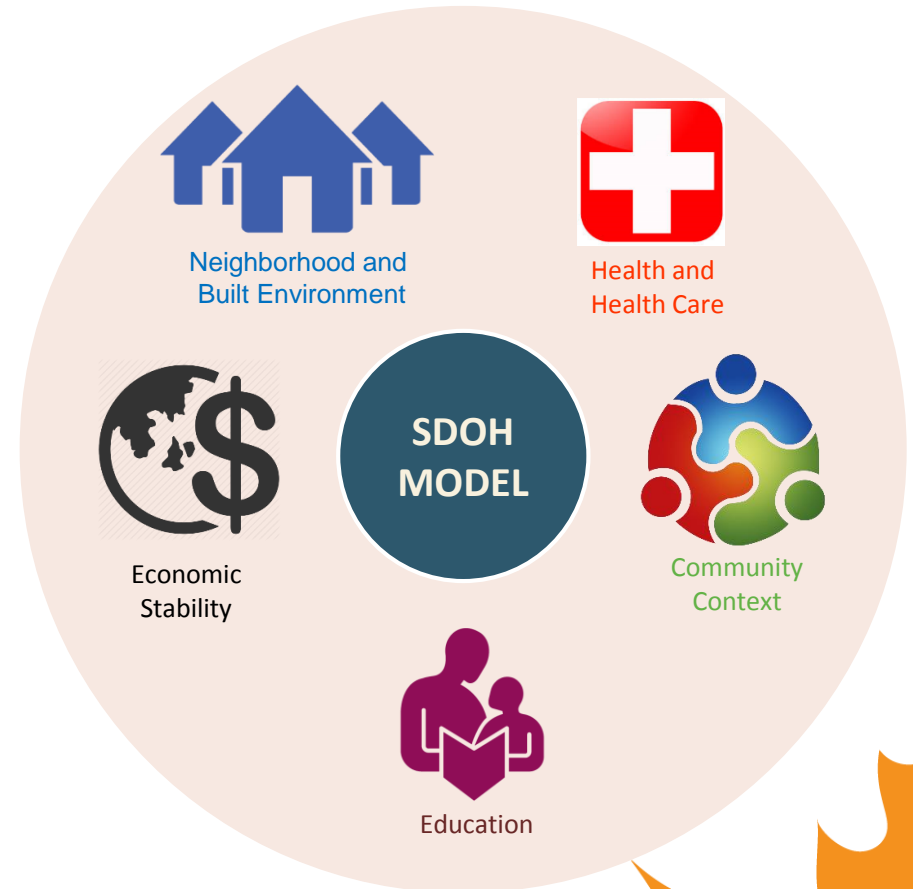 Neighborhood and
Built Environment
Health and
Health Care
SDOH
MODEL
Economic
Stability
Community
Context
Education